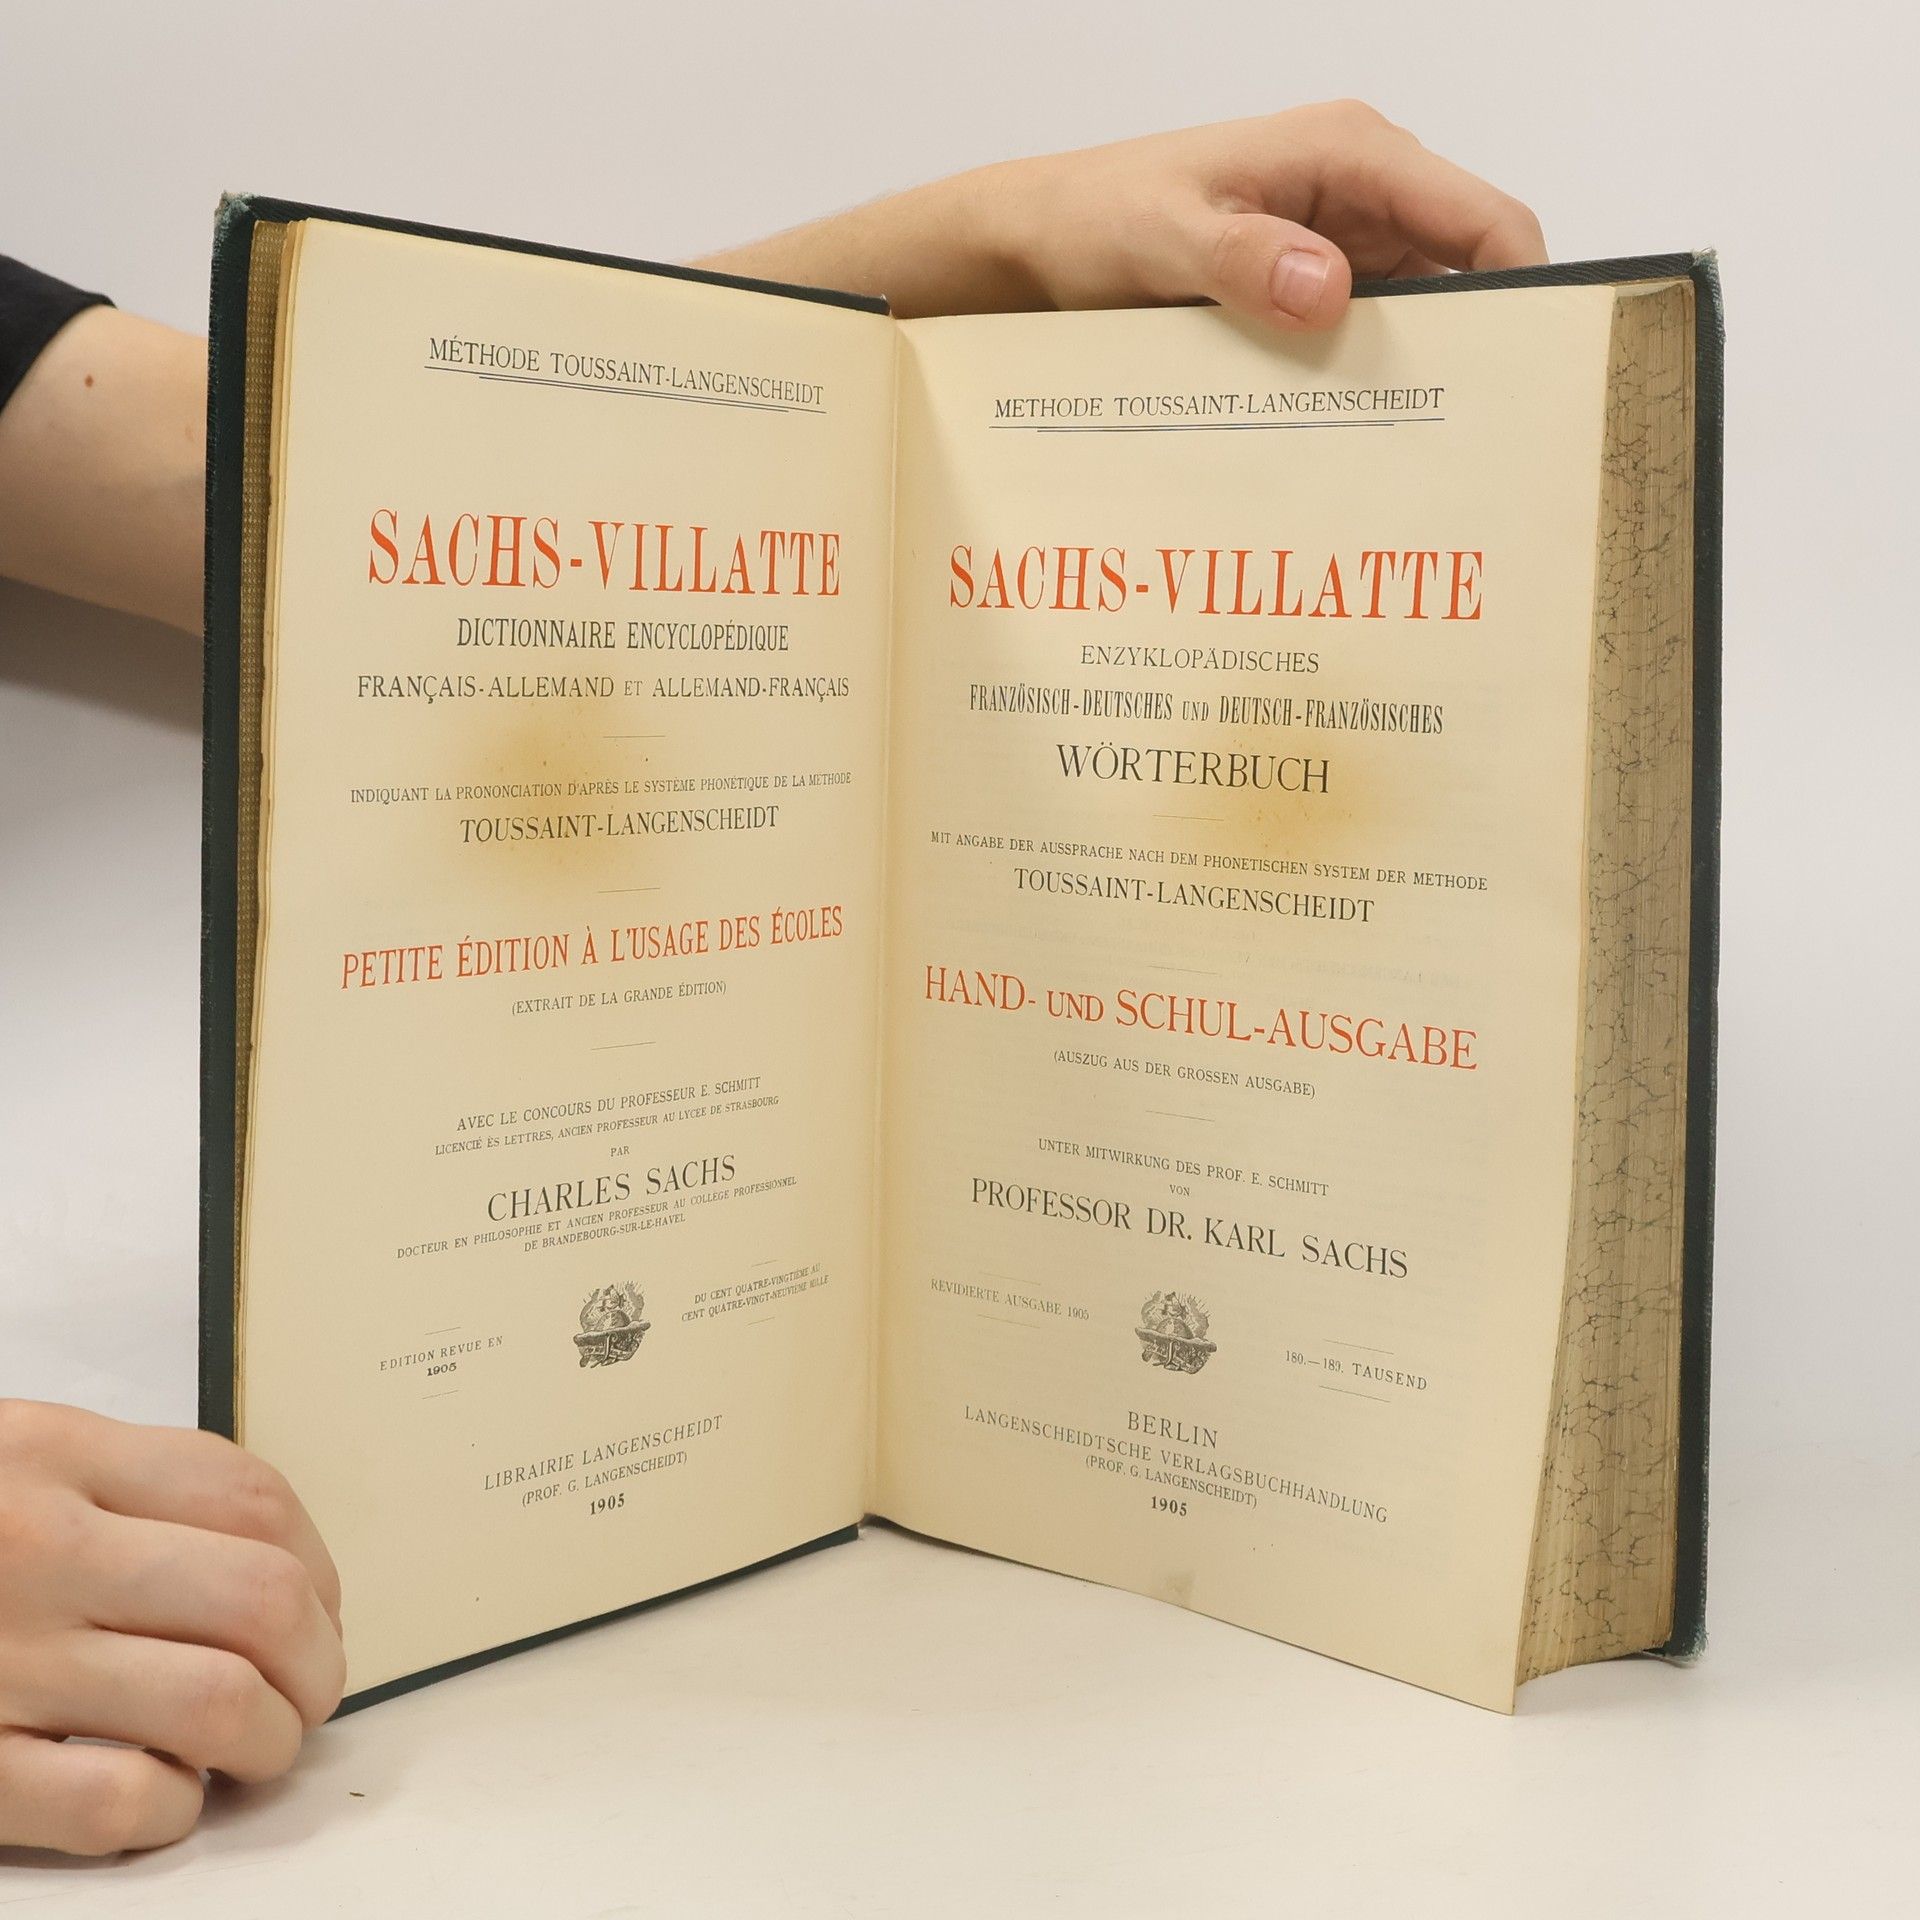 MÉTHODE TOUSSAINT-LANGENSCHEIDT
SACHS-VILLATTE
DICTIONNAIRE ENCYCLOPÉDIQUE
FRANÇAIS-ALLEMAND ET ALLEMAND-FRANÇAIS
INDIQUANT LA PRONONCIATION D'APRÈS LE SYSTÈME PHONÉTIQUE DE LA METHODE
TOUSSAINT-LANGENSCHEIDT
PETITE ÉDITION À L'USAGE DES ÉCOLES
(EXTRAIT DE LA GRANDE ÉDITION)
AVEC LE CONCOURS DU PROFESSEUR E. SCHMITT
LICENCIÉ ÈS LETTRES, ANCIEN PROFESSEUR AU LYCÉE DE STRASBOURG
PAR
CHARLES SACHS
DOCTEUR EN PHILOSOPHIE ET ANCIEN PROFESSEUR AU COLLÈGE PROFESSIONNEL
DE BRANDEBOURG-SUR-LE-HAVEL
EDITION REVUE EN
1905
DU CENT QUATRE-VINGTIÈME AU
CENT QUATRE-VINGT-NEUVIÈME MILLE
LIBRAIRIE LANGENSCHEIDT
(PROF. G. LANGENSCHEIDT)
1905
METHODE TOUSSAINT-LANGENSCHEIDT
SACHS-VILLATTE
ENZYKLOPÄDISCHES
FRANZÖSISCH-DEUTSCHES UND DEUTSCH-FRANZÖSISCHES
WÖRTERBUCH
MIT ANGABE DER AUSSPRACHE NACH DEM PHONETISCHEN SYSTEM DER METHODE
TOUSSAINT-LANGENSCHEIDT
HAND- UND SCHUL-AUSGABE
(AUSZUG AUS DER GROSSEN AUSGABE)
UNTER MITWIRKUNG DES PROF. E. SCHMITT
VON
PROFESSOR DR. KARL SACHS
REVIDIERTE AUSGABE 1905
180.—189. TAUSEND
BERLIN
LANGENSCHEIDTSCHE VERLAGSBUCHHANDLUNG
(PROF. G. LANGENSCHEIDT)
1905